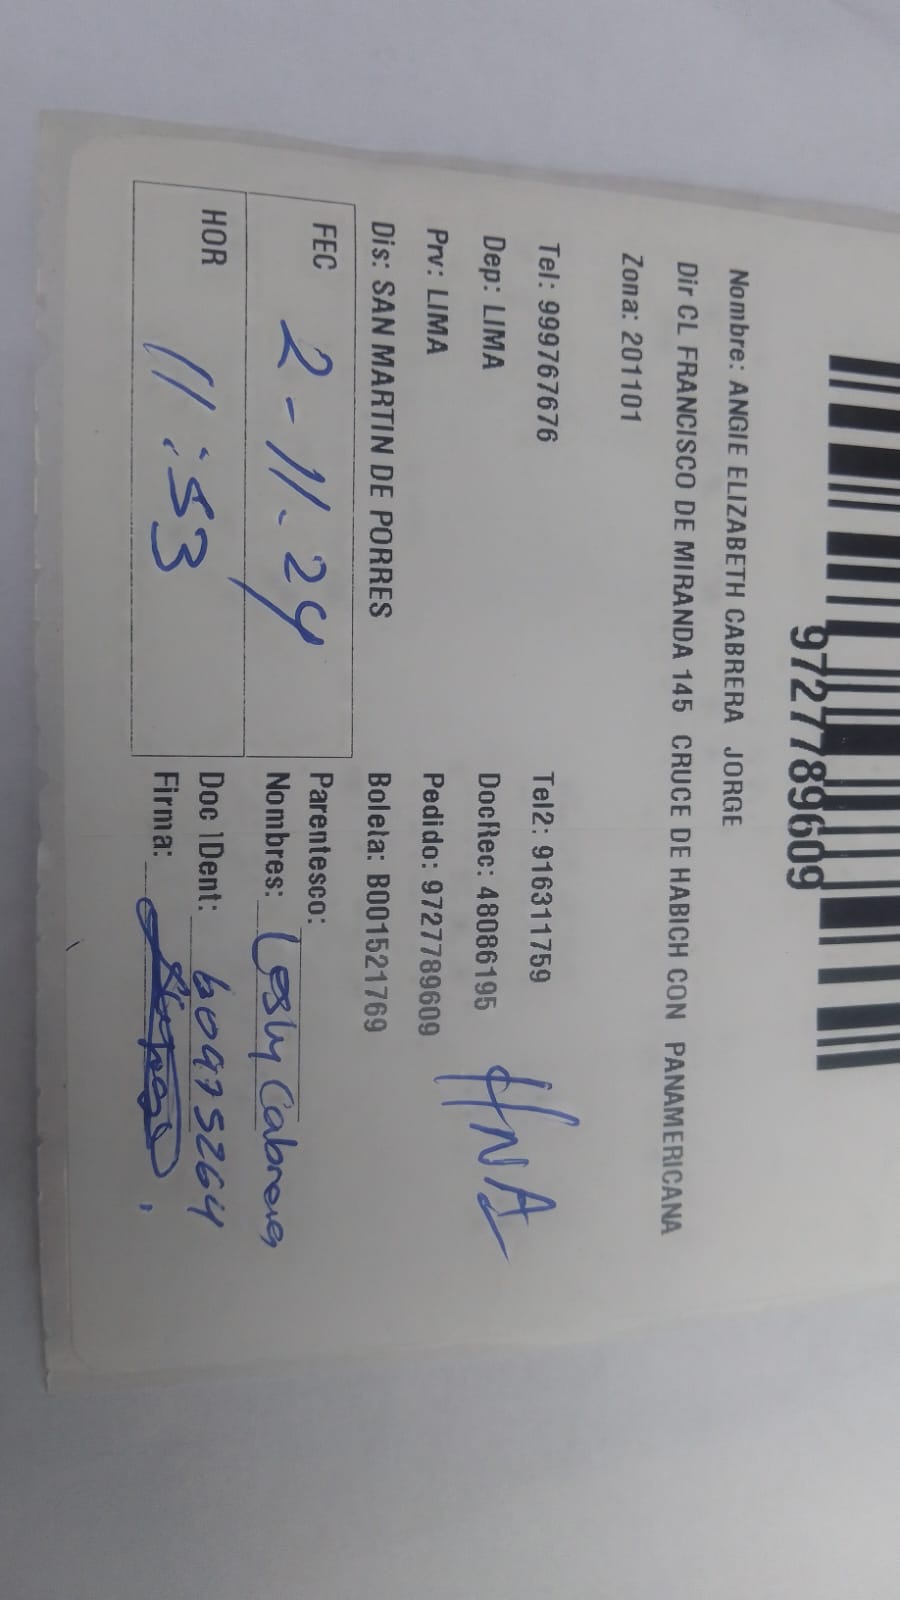 9727789609
Nombre: ANGIE ELIZABETH CABRERA JORGE
Dir CL FRANCISCO DE MIRANDA 145 CRUCE DE HABICH CON PANAMERICANA
Zona: 201101
Tel: 999767676 Tel2: 916311759
Dep: LIMA DocRec: 48086195
HNA
Prv: LIMA Pedido: 9727789609
Dis: SAN MARTIN DE PORRES Boleta: B001521769
FEC 2-11.24 Parentesco:
Nombres: Lesly Cabrera
HOR 11:53 Doc 1Dent: 60975264
Firma: